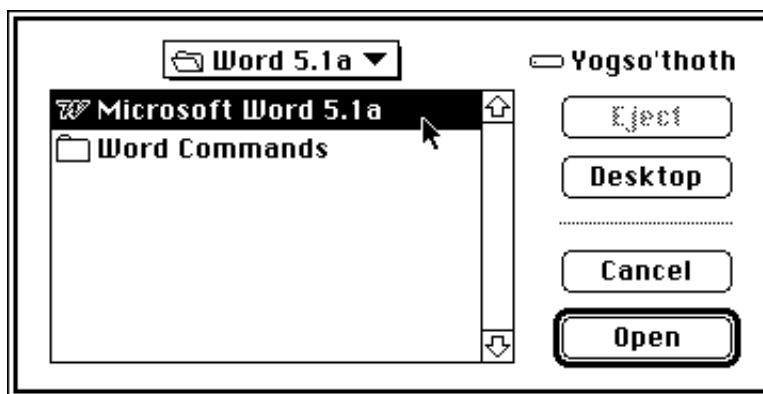 Word 5.1a
Yogso'thoth
Microsoft Word 5.1a
Word Commands
Eject
Desktop
Cancel
Open